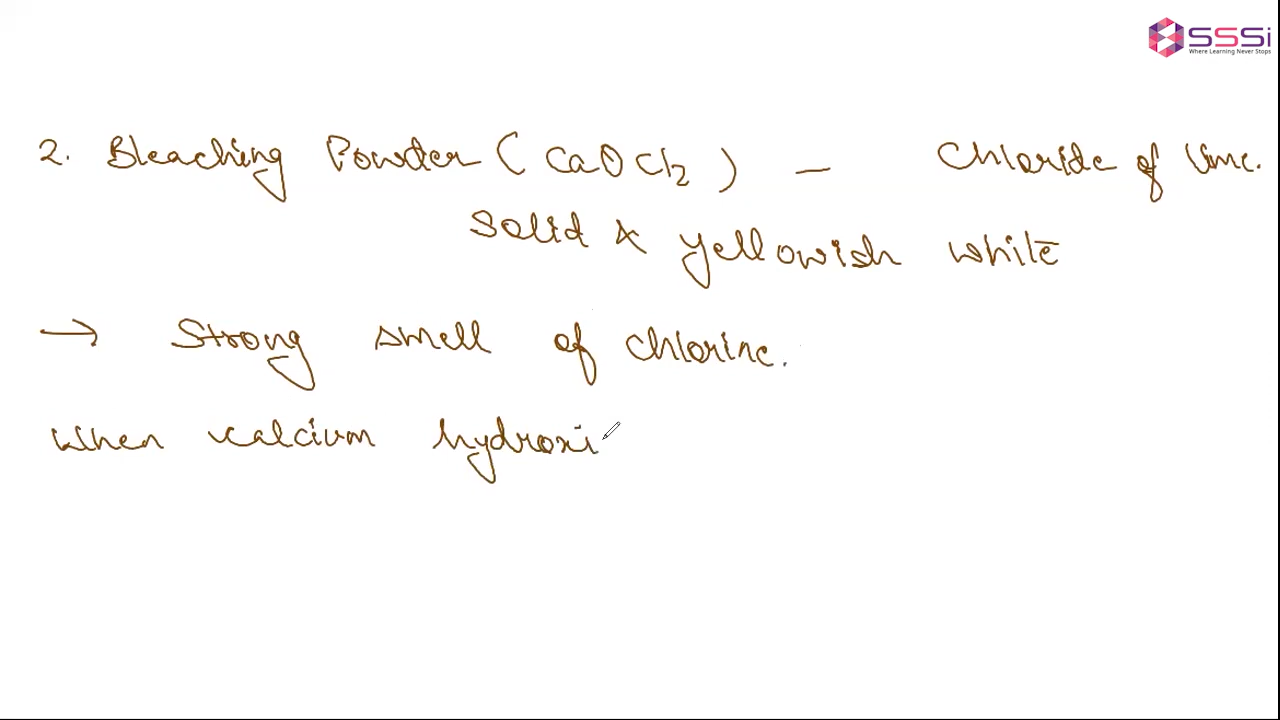 SSSi
Where Learning Never Stops
2. Bleaching Powder (CaOCl2) - Chloride of lime.
Solid & yellowish white
→ Strong smell of chlorine.
When calcium hydroxi